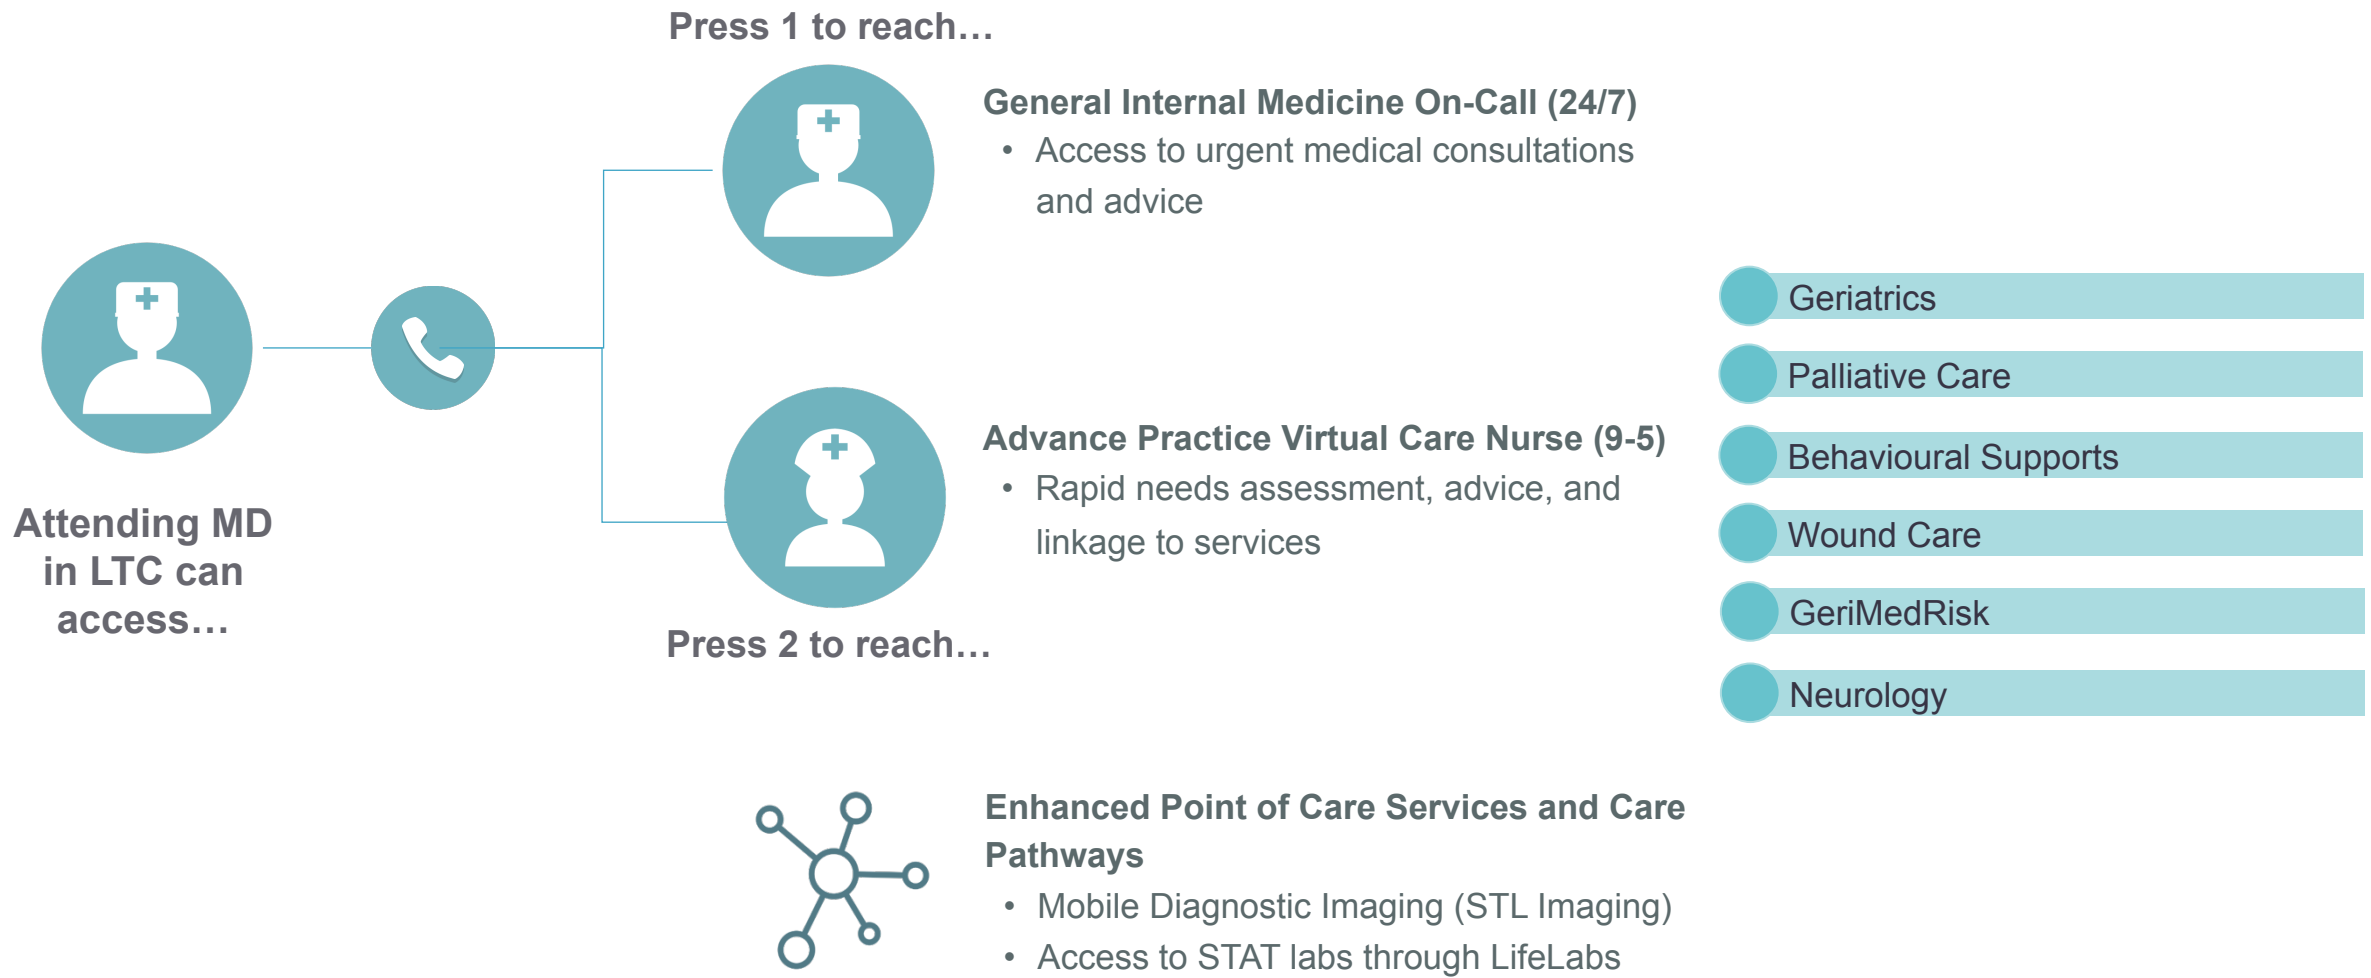 Press 1 to reach…
General Internal Medicine On-Call (24/7)
• Access to urgent medical consultations
and advice
Attending MD
in LTC can
access…
Advance Practice Virtual Care Nurse (9-5)
• Rapid needs assessment, advice, and
linkage to services
Press 2 to reach…
Geriatrics
Palliative Care
Behavioural Supports
Wound Care
GeriMedRisk
Neurology
Enhanced Point of Care Services and Care
Pathways
• Mobile Diagnostic Imaging (STL Imaging)
• Access to STAT labs through LifeLabs